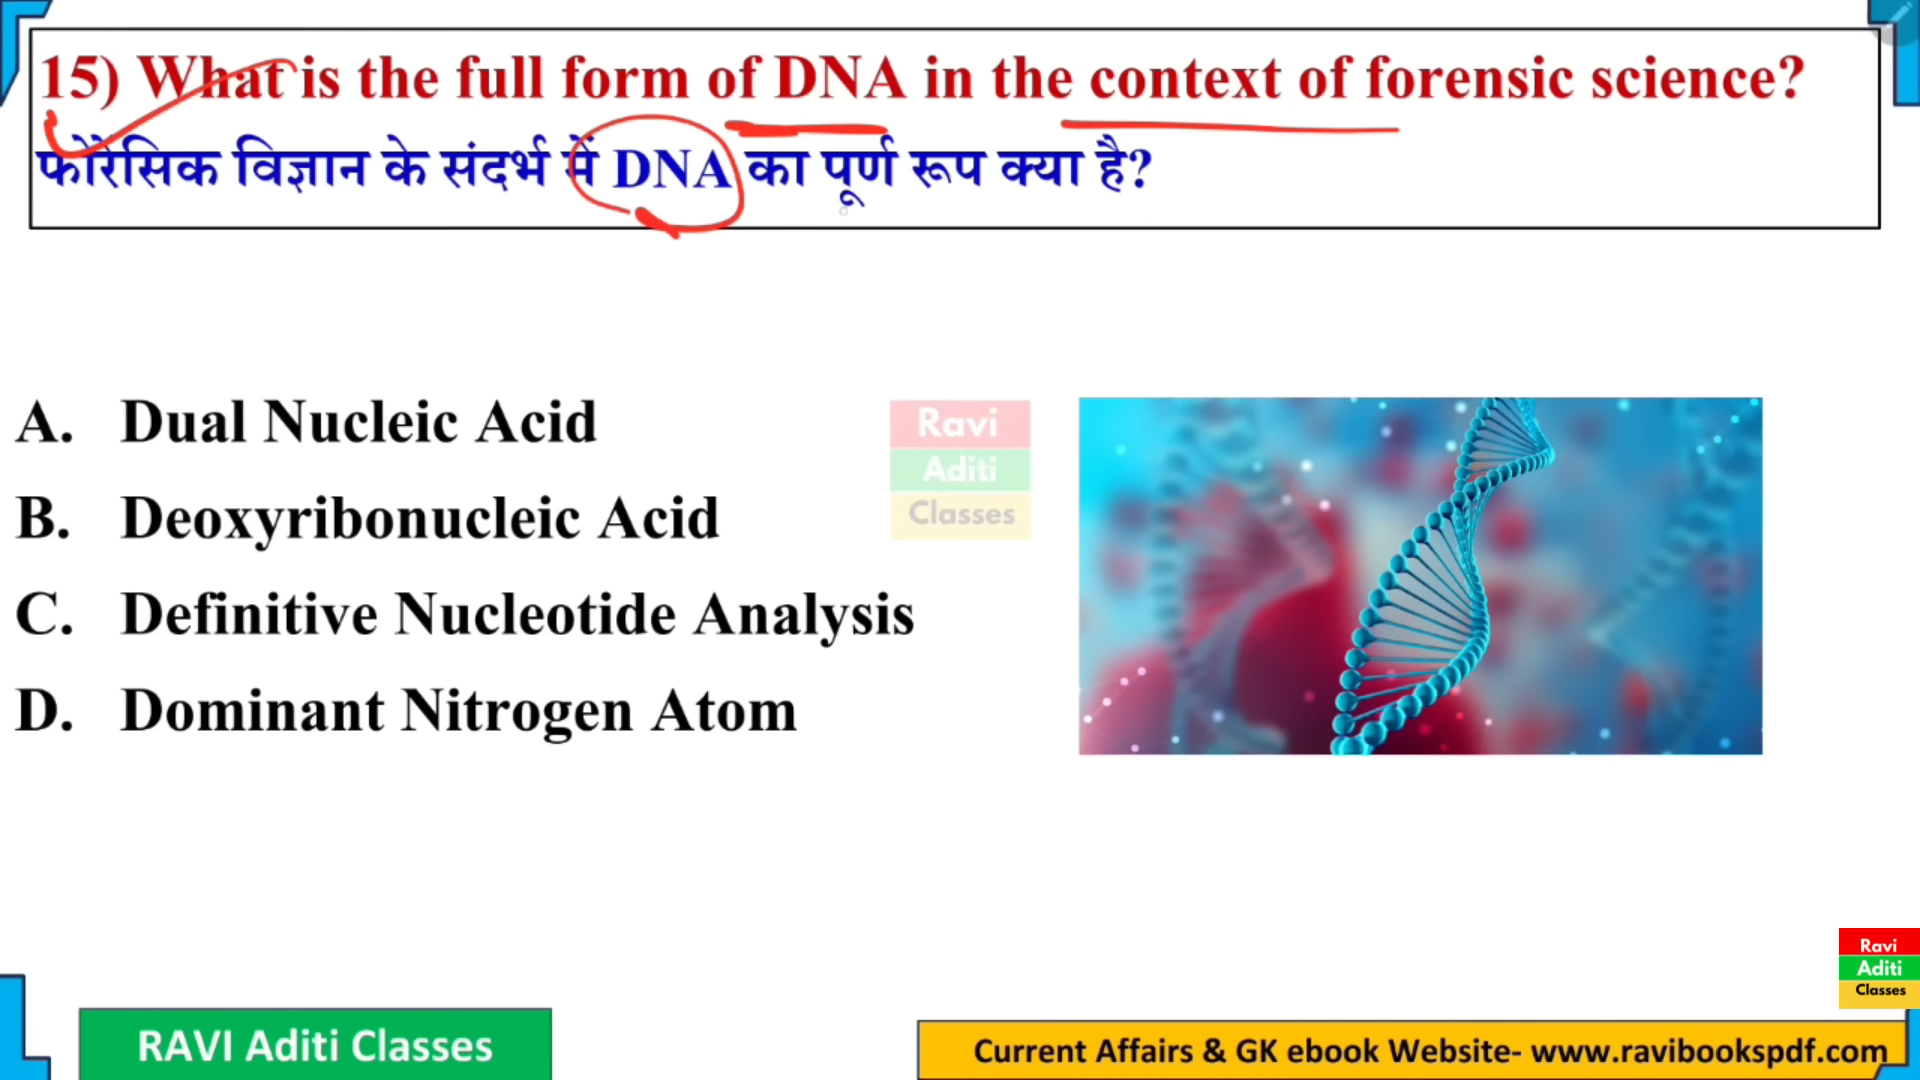 15) What is the full form of DNA in the context of forensic science?
फोरेंसिक विज्ञान के संदर्भ में DNA का पूर्ण रूप क्या है?
A. Dual Nucleic Acid
B. Deoxyribonucleic Acid
C. Definitive Nucleotide Analysis
D. Dominant Nitrogen Atom
Ravi
Aditi
Classes
Ravi
Aditi
Classes
RAVI Aditi Classes
Current Affairs & GK ebook Website- www.ravibookspdf.com